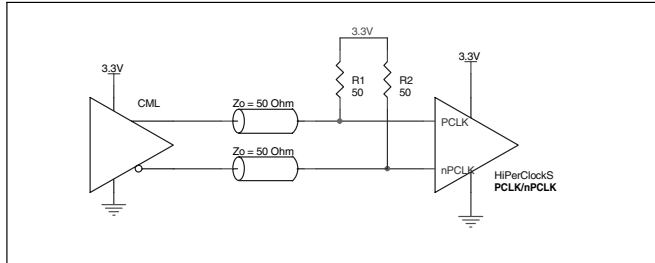 3.3V
3.3V
R1
50
R2
50
3.3V
CML
Zo = 50 Ohm
PCLK
Zo = 50 Ohm
nPCLK
HiPerClockS
PCLK/nPCLK